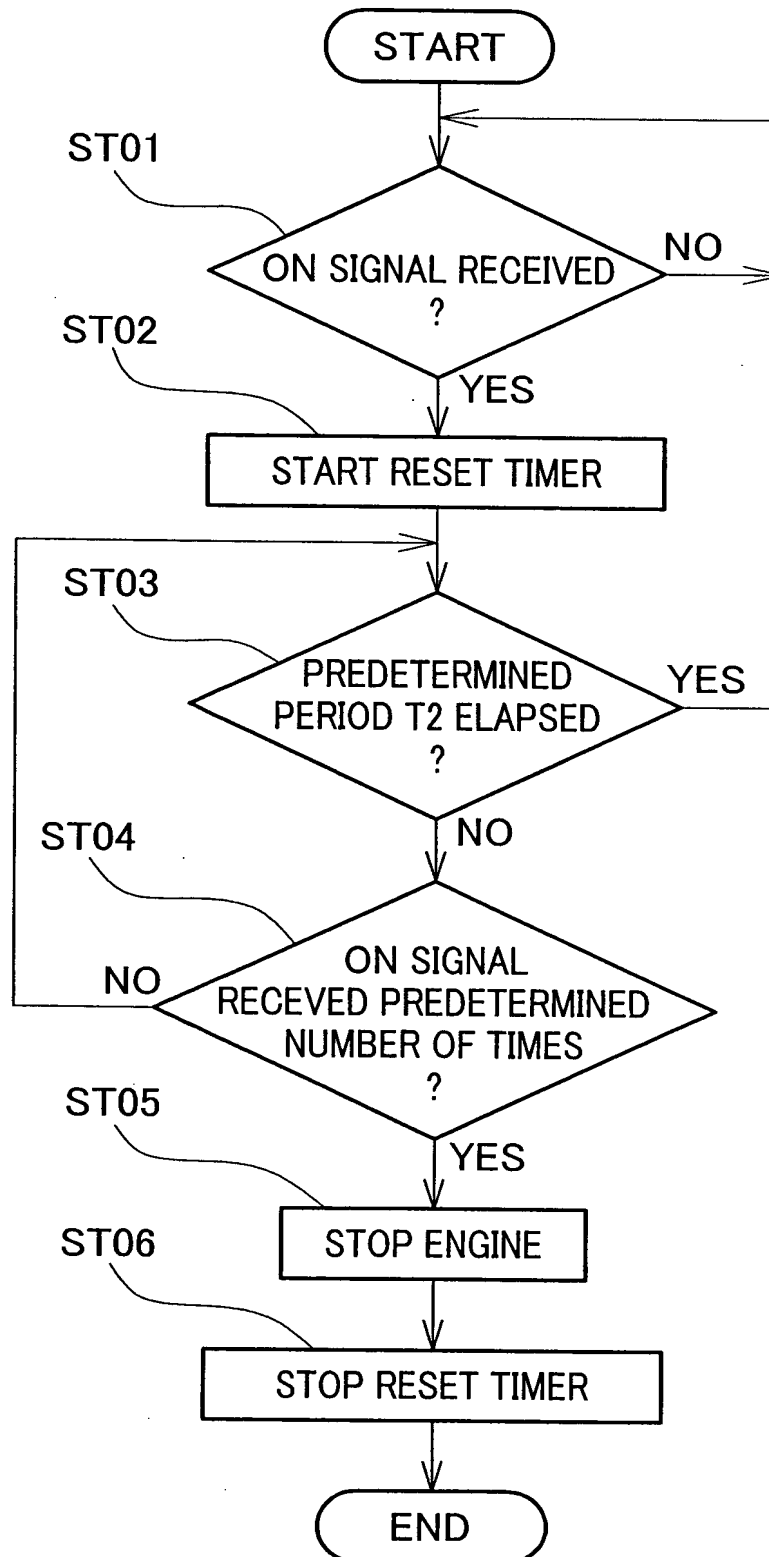 START
ST01
ON SIGNAL RECEIVED
?
NO
YES
ST02
START RESET TIMER
ST03
PREDETERMINED
PERIOD T2 ELAPSED
?
YES
NO
ST04
ON SIGNAL
RECEVED PREDETERMINED
NUMBER OF TIMES
?
NO
YES
ST05
STOP ENGINE
ST06
STOP RESET TIMER
END